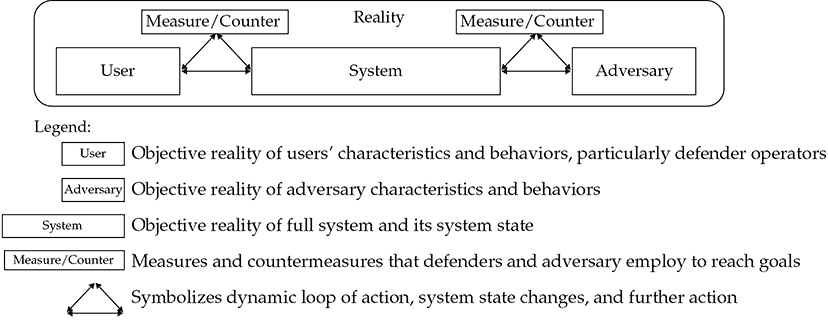 Measure/Counter Reality Measure/Counter
User System Adversary
Legend:
User Objective reality of users’ characteristics and behaviors, particularly defender operators
Adversary Objective reality of adversary characteristics and behaviors
System Objective reality of full system and its system state
Measure/Counter Measures and countermeasures that defenders and adversary employ to reach goals
Symbolizes dynamic loop of action, system state changes, and further action